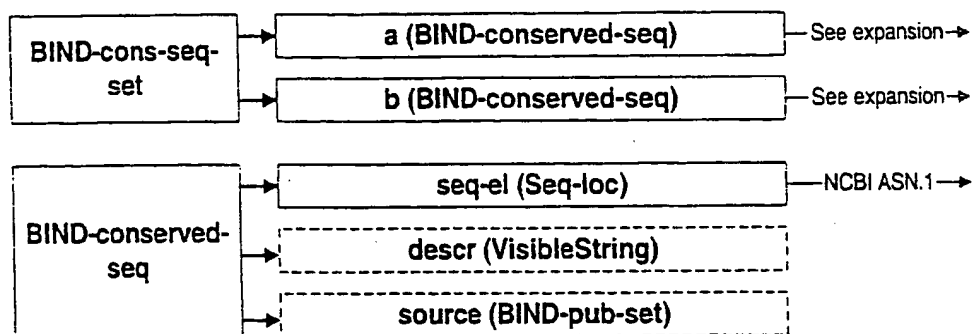 BIND-cons-seq-
set
a (BIND-conserved-seq)
See expansion
b (BIND-conserved-seq)
See expansion
BIND-conserved-
seq
seq-el (Seq-loc)
NCBI ASN.1
descr (VisibleString)
source (BIND-pub-set)